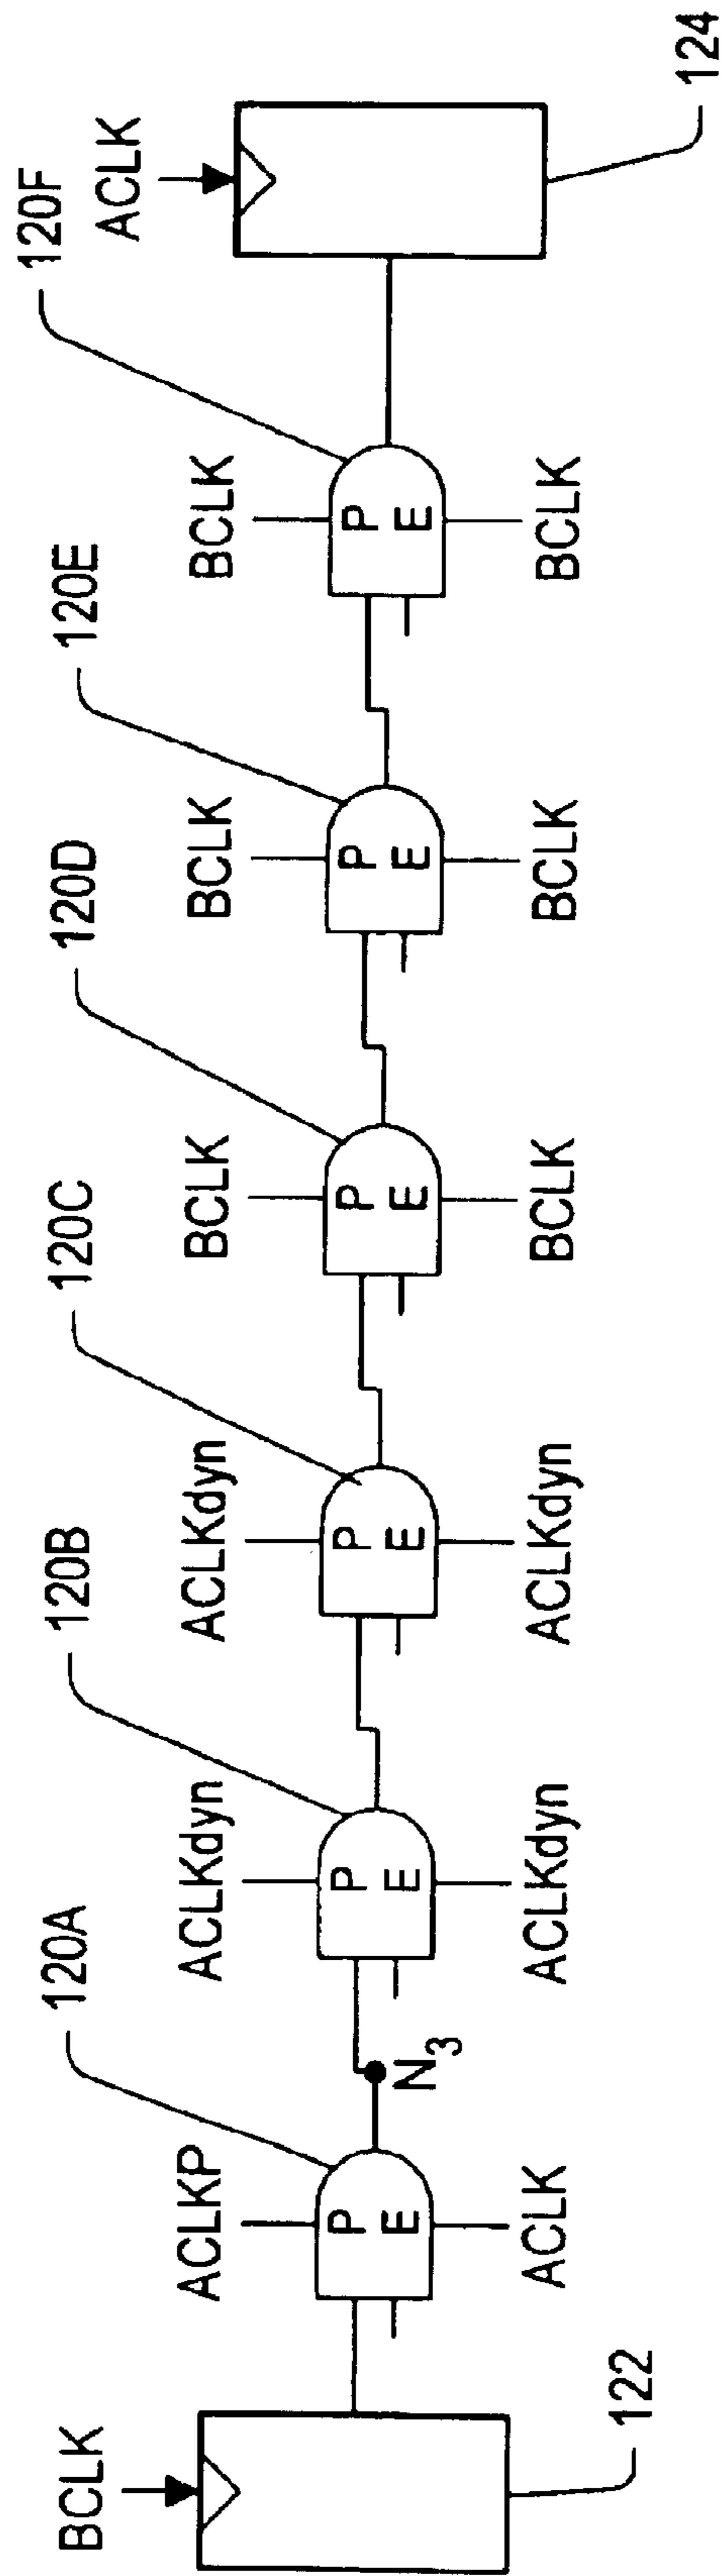 120A
120B
120C
120D
120E
120F
BCLK
ACLKP
ACLKdyn
ACLKdyn
BCLK
BCLK
BCLK
ACLK
P
E
P
E
P
E
P
E
P
E
P
E
N3
ACLK
ACLKdyn
ACLKdyn
BCLK
BCLK
BCLK
122
124